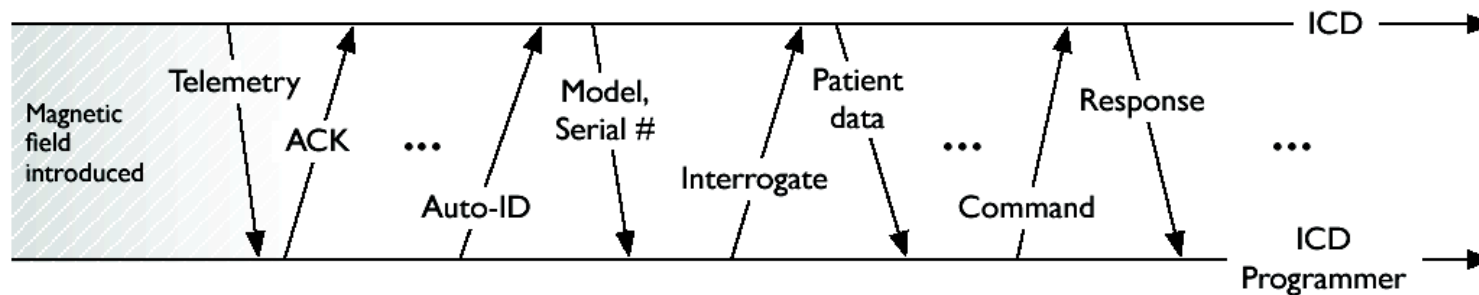 ICD
Telemetry
Magnetic
field
introduced
ACK
...
Auto-ID
Model,
Serial #
Interrogate
Patient
data
...
Command
Response
...
ICD
Programmer